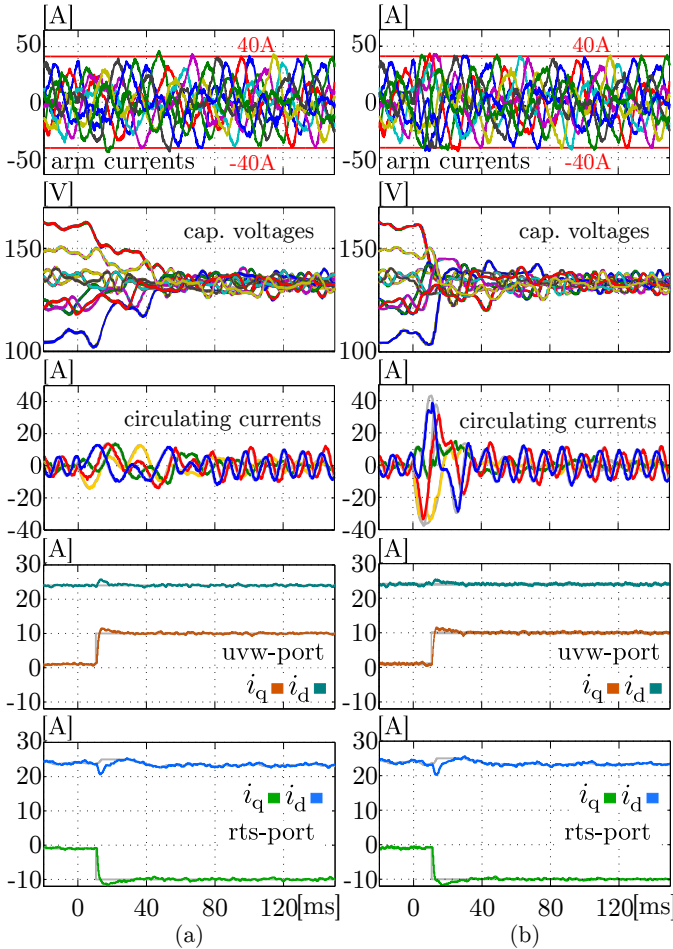 [A] [A]
50 40A 50 40A
0 0
-50 arm currents -40A -50 arm currents -40A
[V] [V]
150 cap. voltages 150 cap. voltages
100 100
[A] [A]
40 circulating currents 40 circulating currents
20 20
0 0
-20 -20
-40 -40
[A] [A]
30 30
20 20
10 10
0 uvw-port 0 uvw-port
-10 iq id -10 iq id
[A] [A]
30 30
20 20
10 iq id 10 iq id
0 rts-port 0 rts-port
-10 -10
0 40 80 120 [ms] 0 40 80 120 [ms]
(a) (b)